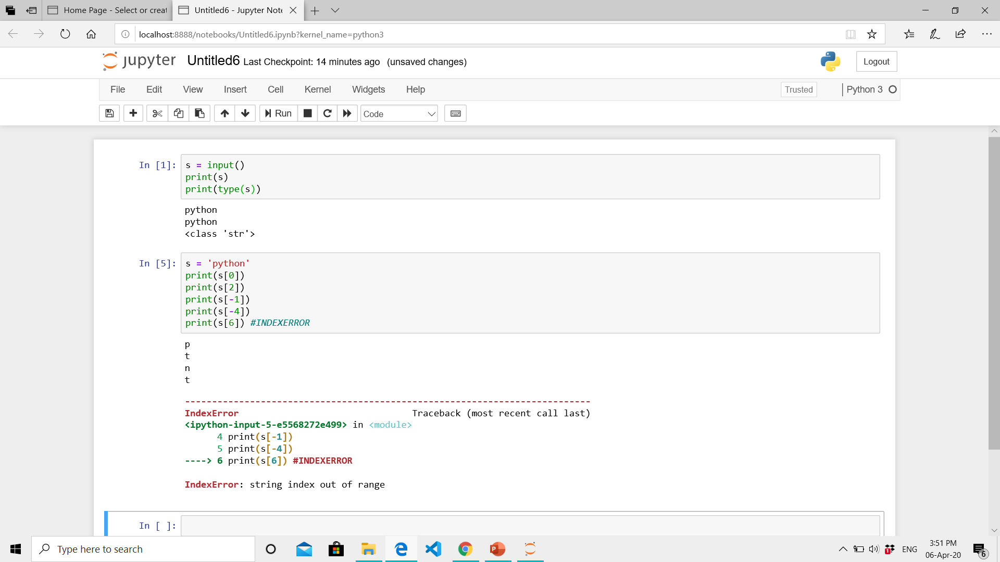 Home Page - Select or creat
Untitled6 - Jupyter Note
localhost:8888/notebooks/Untitled6.ipynb?kernel_name=python3
jupyter Untitled6 Last Checkpoint: 14 minutes ago (unsaved changes)
Logout
File Edit View Insert Cell Kernel Widgets Help
Trusted Python 3
Run Code
In [1]: s = input()
print(s)
print(type(s))
python
python
<class 'str'>
In [5]: s = 'python'
print(s[0])
print(s[2])
print(s[-1])
print(s[-4])
print(s[6]) #INDEXERROR
p
t
n
t
---------------------------------------------------------------------------
IndexError Traceback (most recent call last)
<ipython-input-5-e5568272e499> in <module>
4 print(s[-1])
5 print(s[-4])
----> 6 print(s[6]) #INDEXERROR
IndexError: string index out of range
In [ ]:
Type here to search
1
ENG
3:51 PM
06-Apr-20
6